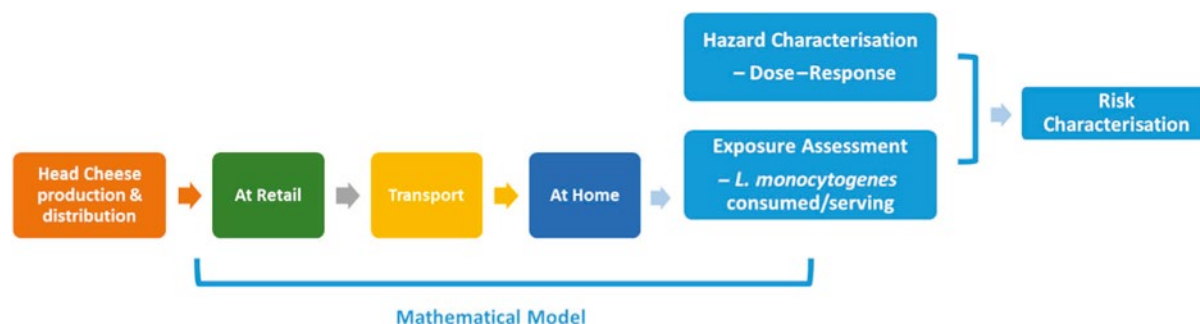 Hazard Characterisation
– Dose–Response
Risk
Characterisation
Head Cheese
production &
distribution
At Retail
Transport
At Home
Exposure Assessment
– L. monocytogenes
consumed/serving
Mathematical Model